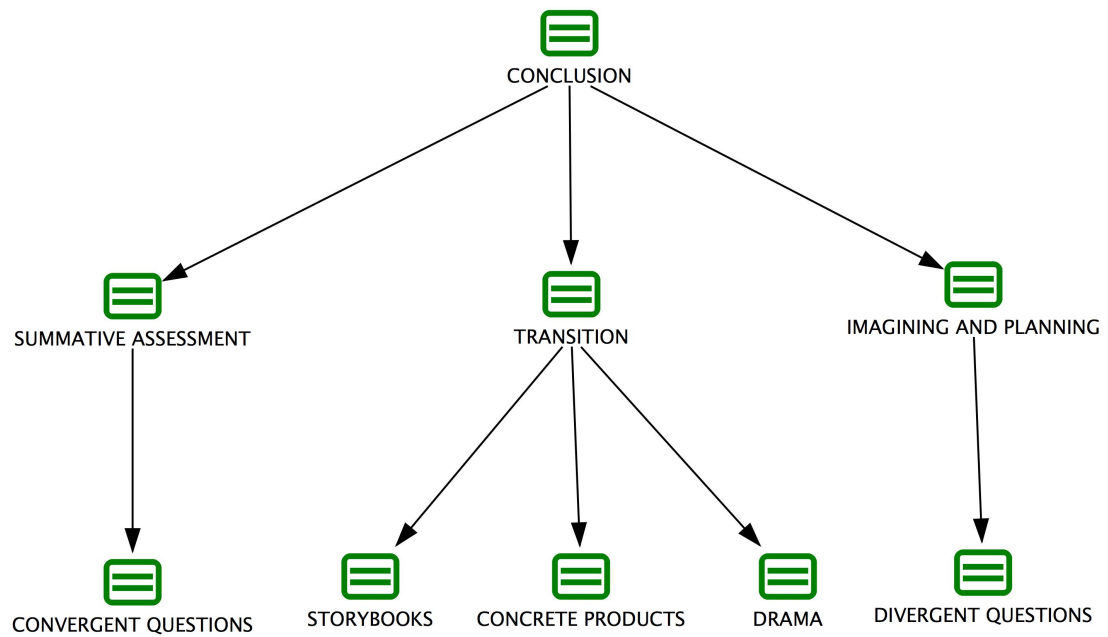 CONCLUSION
SUMMATIVE ASSESSMENT
TRANSITION
IMAGINING AND PLANNING
CONVERGENT QUESTIONS
STORYBOOKS
CONCRETE PRODUCTS
DRAMA
DIVERGENT QUESTIONS